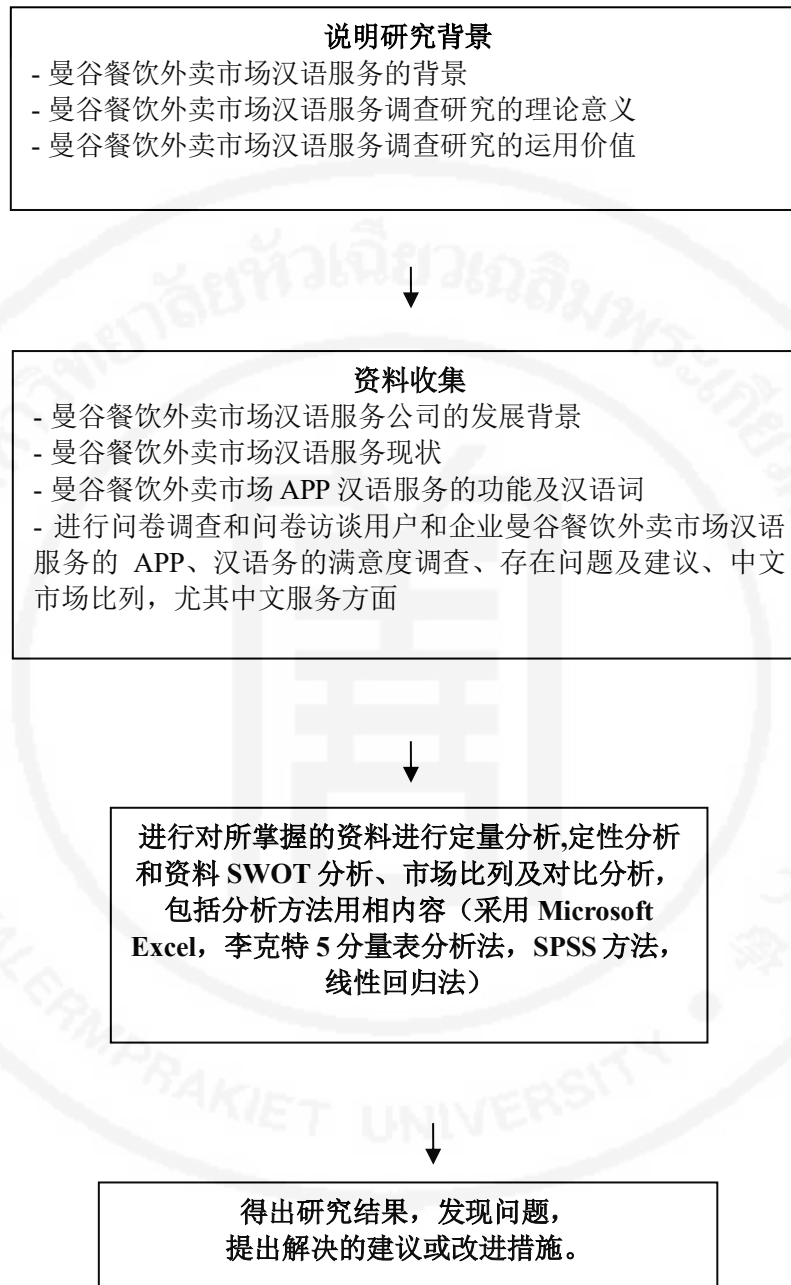 说明研究背景
- 曼谷餐饮外卖市场汉语服务的背景
- 曼谷餐饮外卖市场汉语服务调查研究的理论意义
- 曼谷餐饮外卖市场汉语服务调查研究的运用价值
资料收集
- 曼谷餐饮外卖市场汉语服务公司的发展背景
- 曼谷餐饮外卖市场汉语服务现状
- 曼谷餐饮外卖市场 APP 汉语服务的功能及汉语词
- 进行问卷调查和问卷访谈用户和企业曼谷餐饮外卖市场汉语
服务的 APP、汉语务的满意度调查、存在问题及建议、中文
市场比列，尤其中文服务方面
进行对所掌握的资料进行定量分析,定性分析
和资料 SWOT 分析、市场比列及对比分析，
包括分析方法用相内容（采用 Microsoft
Excel，李克特 5 分量表分析法，SPSS 方法，
线性回归法）
得出研究结果，发现问题，
提出解决的建议或改进措施。